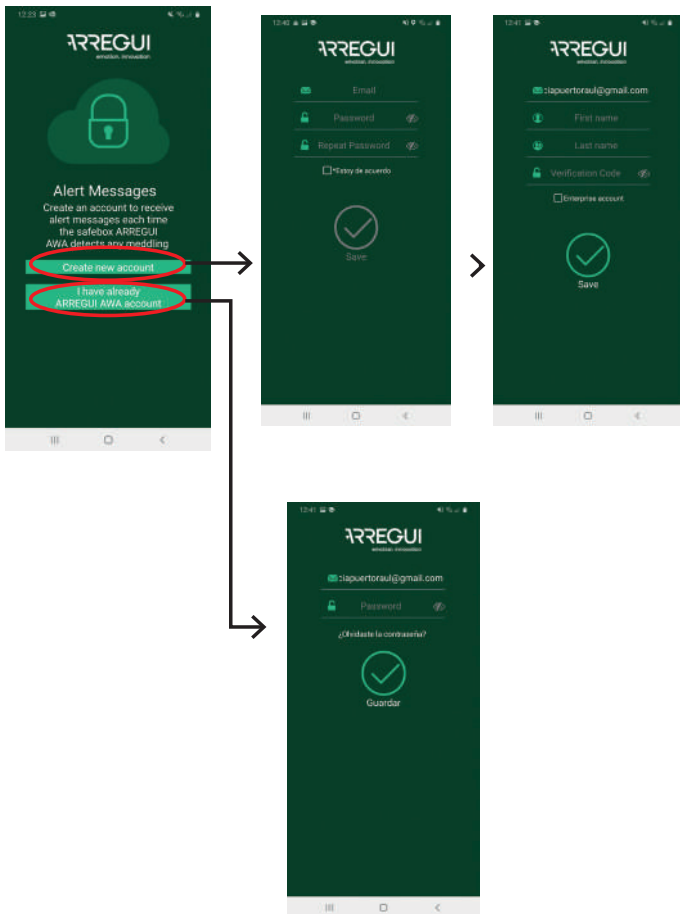 12:23
ARREGUI
emotion. innovation
Alert Messages
Create an account to receive
alert messages each time
the safebox ARREGUI
AWA detects any meddling
Create new account
I have already
ARREGUI AWA account
12:40
ARREGUI
emotion. innovation
Email
Password
Repeat Password
*Estoy de acuerdo
Save
12:41
ARREGUI
emotion. innovation
:iapuertoraul@gmail.com
First name
Last name
Verification Code
Enterprise account
Save
12:41
ARREGUI
emotion. innovation
:iapuertoraul@gmail.com
Password
¿Olvidaste la contraseña?
Guardar